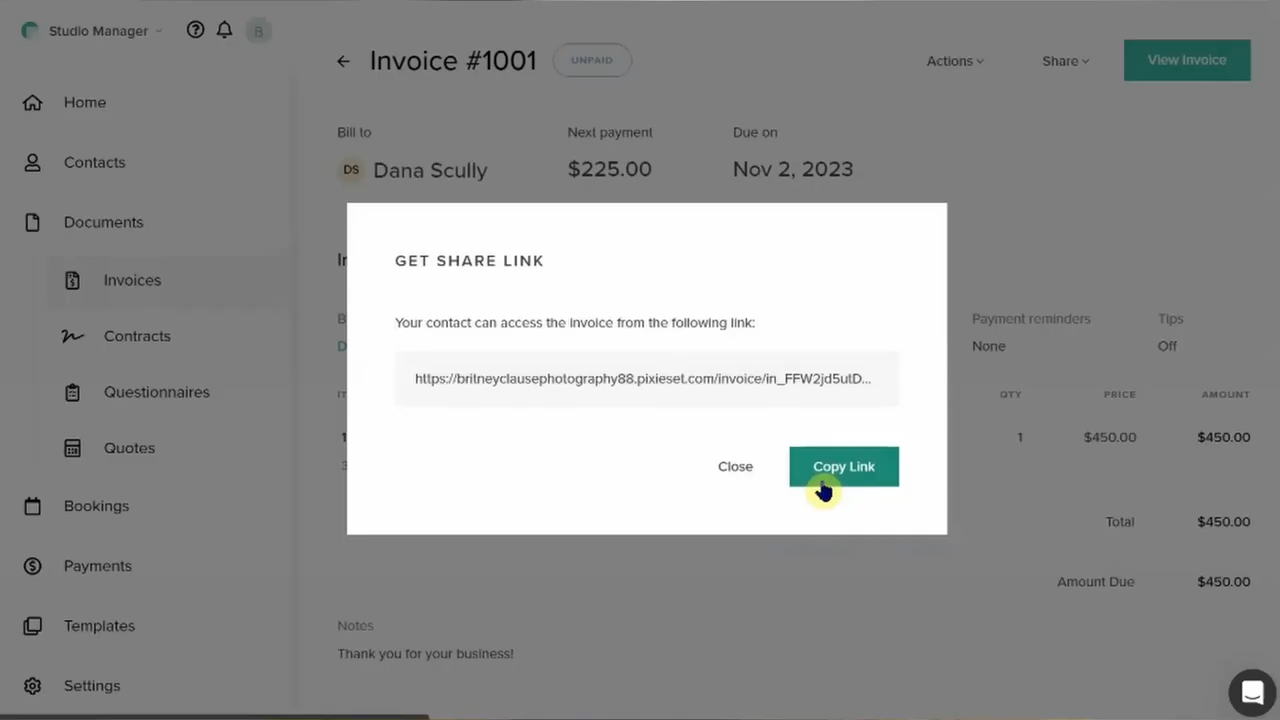 Studio Manager
B
Home
Contacts
Documents
Invoices
Contracts
Questionnaires
Quotes
Bookings
Payments
Templates
Settings
Invoice #1001
UNPAID
Actions
Share
View Invoice
Bill to
Next payment
Due on
DS
Dana Scully
$225.00
Nov 2, 2023
GET SHARE LINK
Your contact can access the invoice from the following link:
https://britneyclausephotography88.pixieset.com/invoice/in_FFW2jd5utD...
Close
Copy Link
Payment reminders
Tips
None
Off
QTY
PRICE
AMOUNT
1
$450.00
$450.00
Total
$450.00
Amount Due
$450.00
Notes
Thank you for your business!